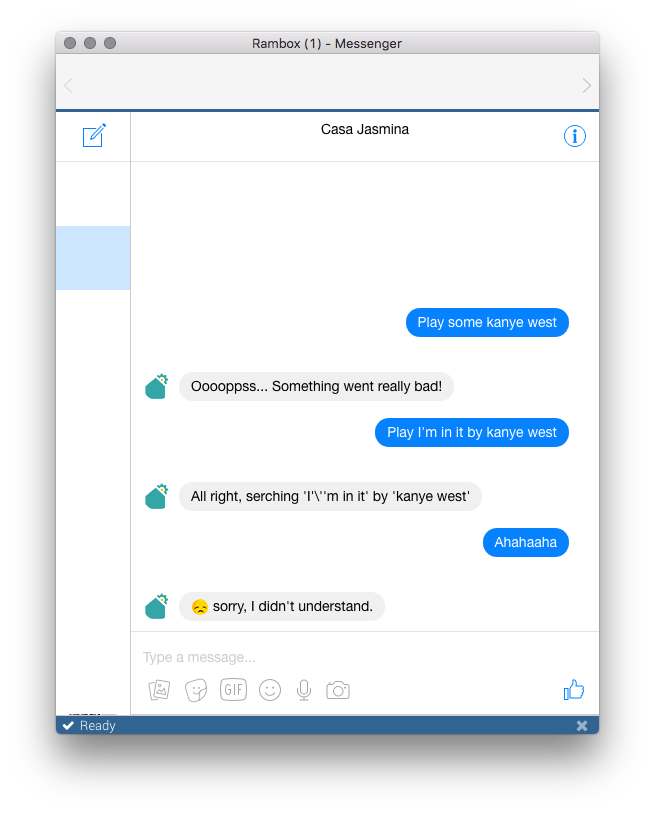 Rambox (1) - Messenger
Casa Jasmina
Play some kanye west
Ooooppss... Something went really bad!
Play I'm in it by kanye west
All right, serching 'I'\''m in it' by 'kanye west'
Ahahaaha
😞 sorry, I didn't understand.
Type a message...
GIF
Ready